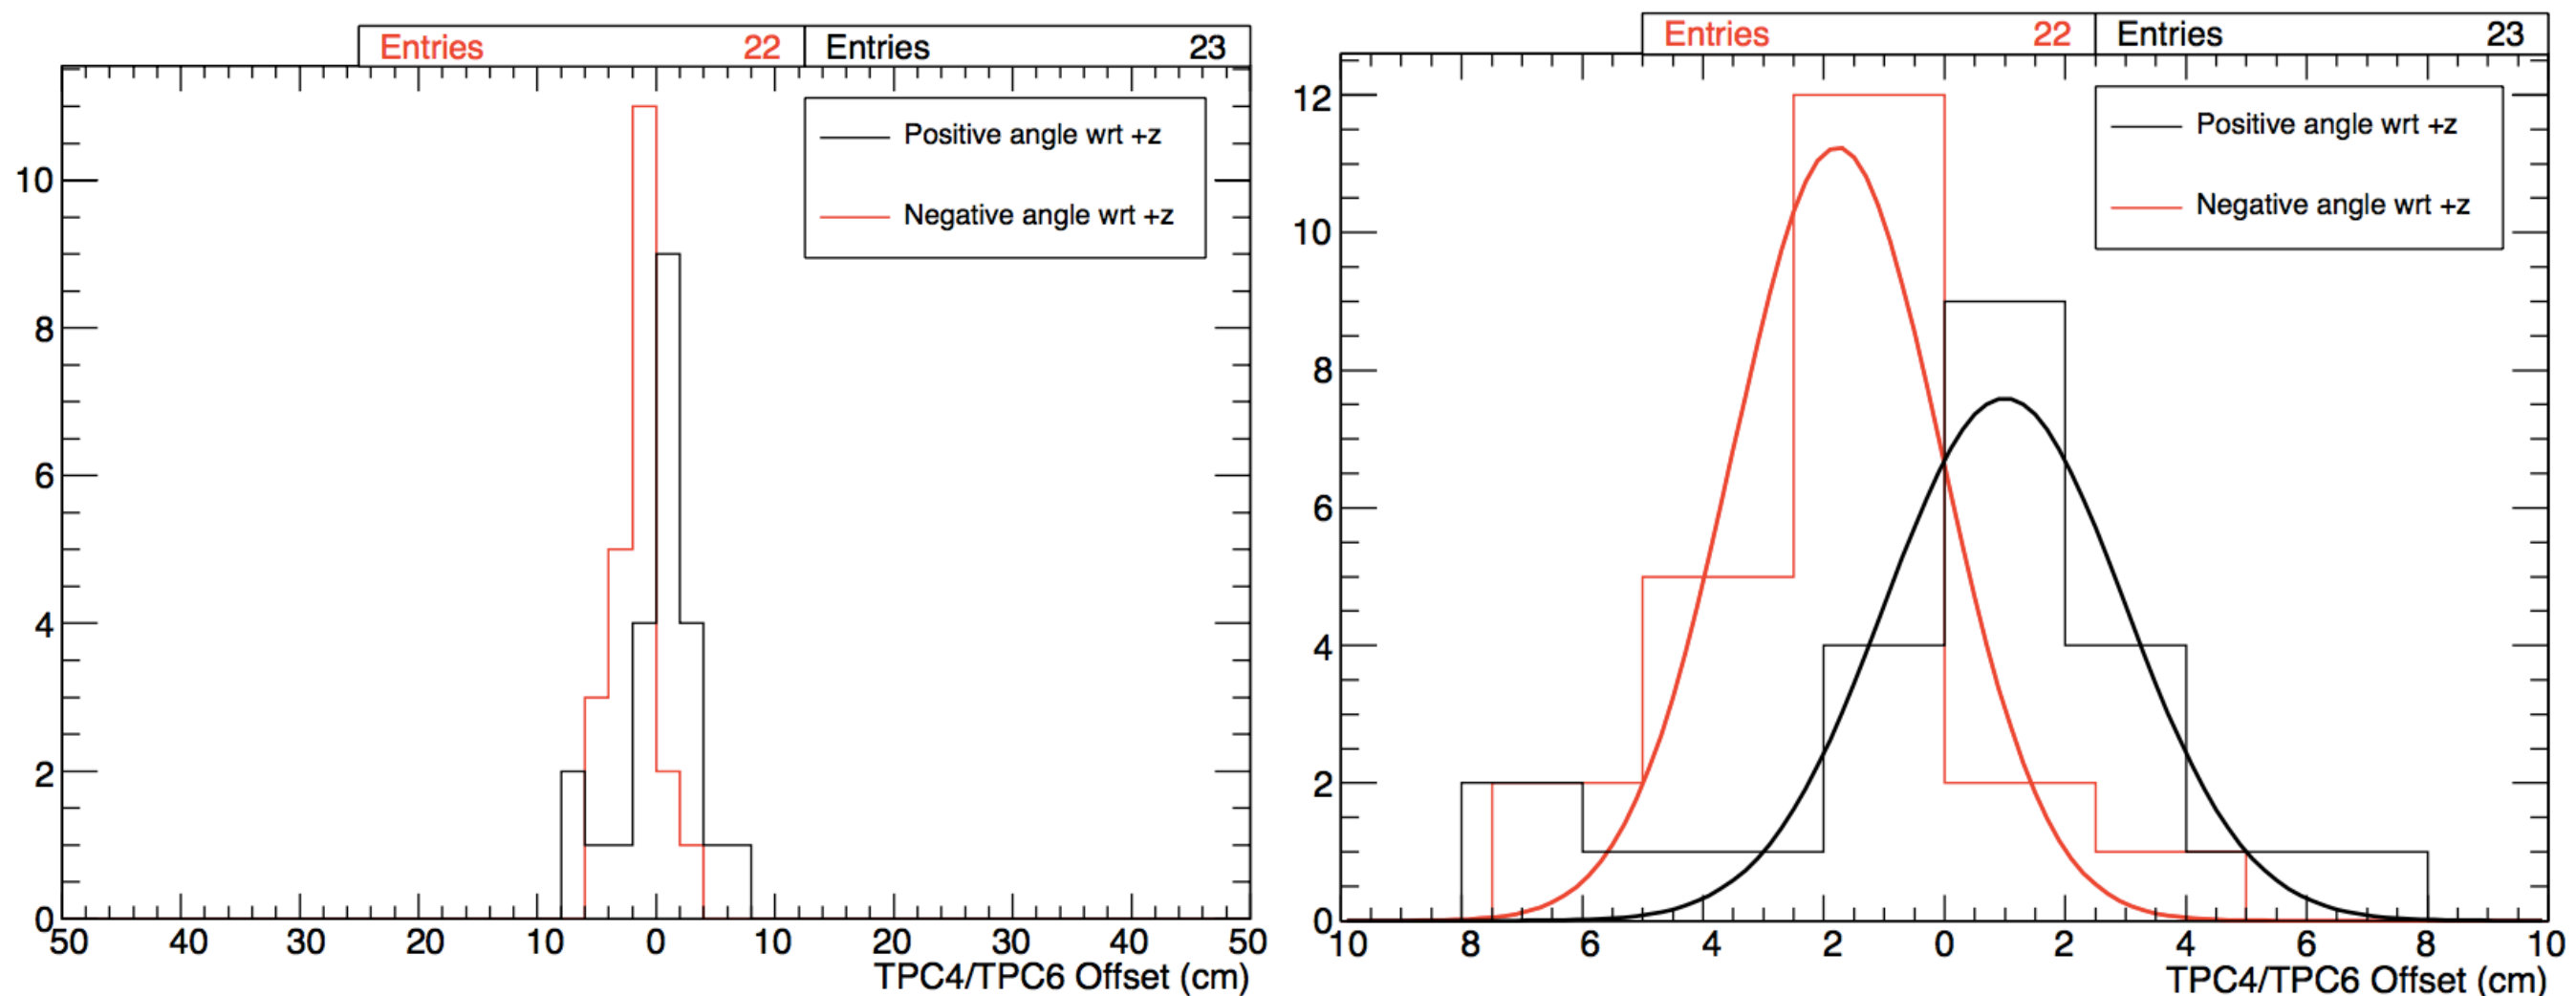 Entries 22 Entries 23
Positive angle wrt +z
Negative angle wrt +z
10
8
6
4
2
0
50 40 30 20 10 0 10 20 30 40 50
TPC4/TPC6 Offset (cm)
Entries 22 Entries 23
Positive angle wrt +z
Negative angle wrt +z
12
10
8
6
4
2
0
10 8 6 4 2 0 2 4 6 8 10
TPC4/TPC6 Offset (cm)